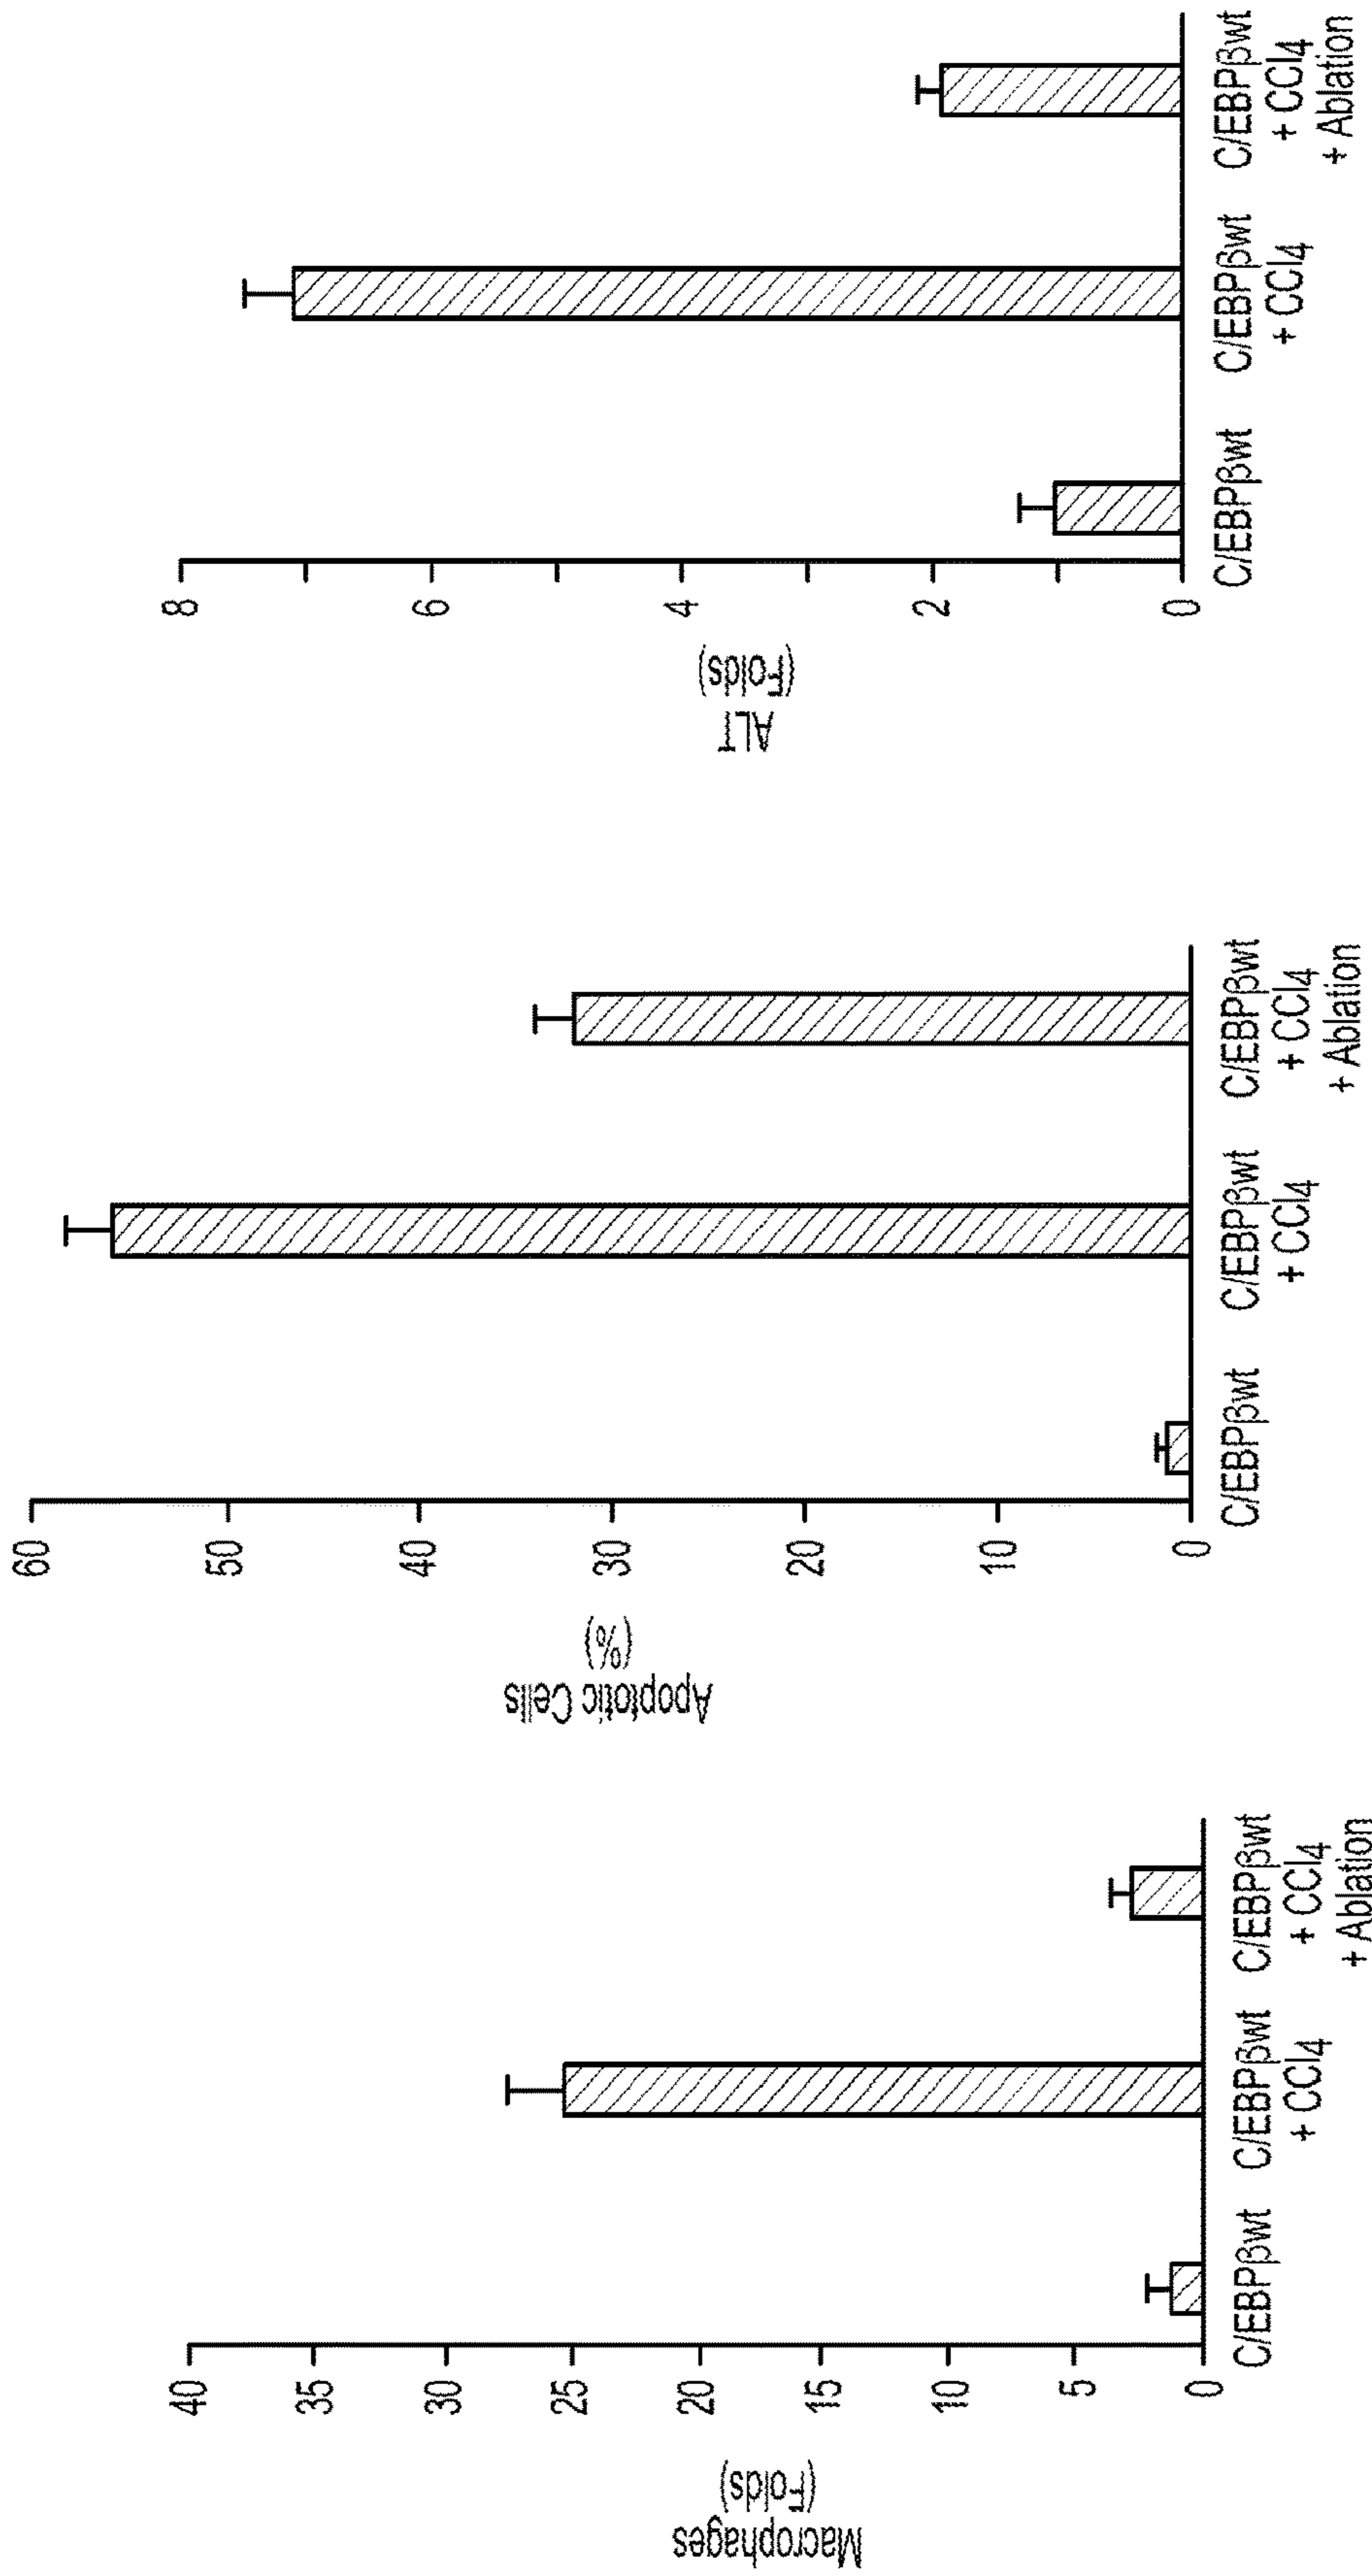 Macrophages
(Folds)
40
35
30
25
20
15
10
5
0
C/EBPβwt
C/EBPβwt
+ CCl4
C/EBPβwt
+ CCl4
+ Ablation
Apoptotic Cells
(%)
60
50
40
30
20
10
0
C/EBPβwt
C/EBPβwt
+ CCl4
C/EBPβwt
+ CCl4
+ Ablation
ALT
(Folds)
8
6
4
2
0
C/EBPβwt
C/EBPβwt
+ CCl4
C/EBPβwt
+ CCl4
+ Ablation